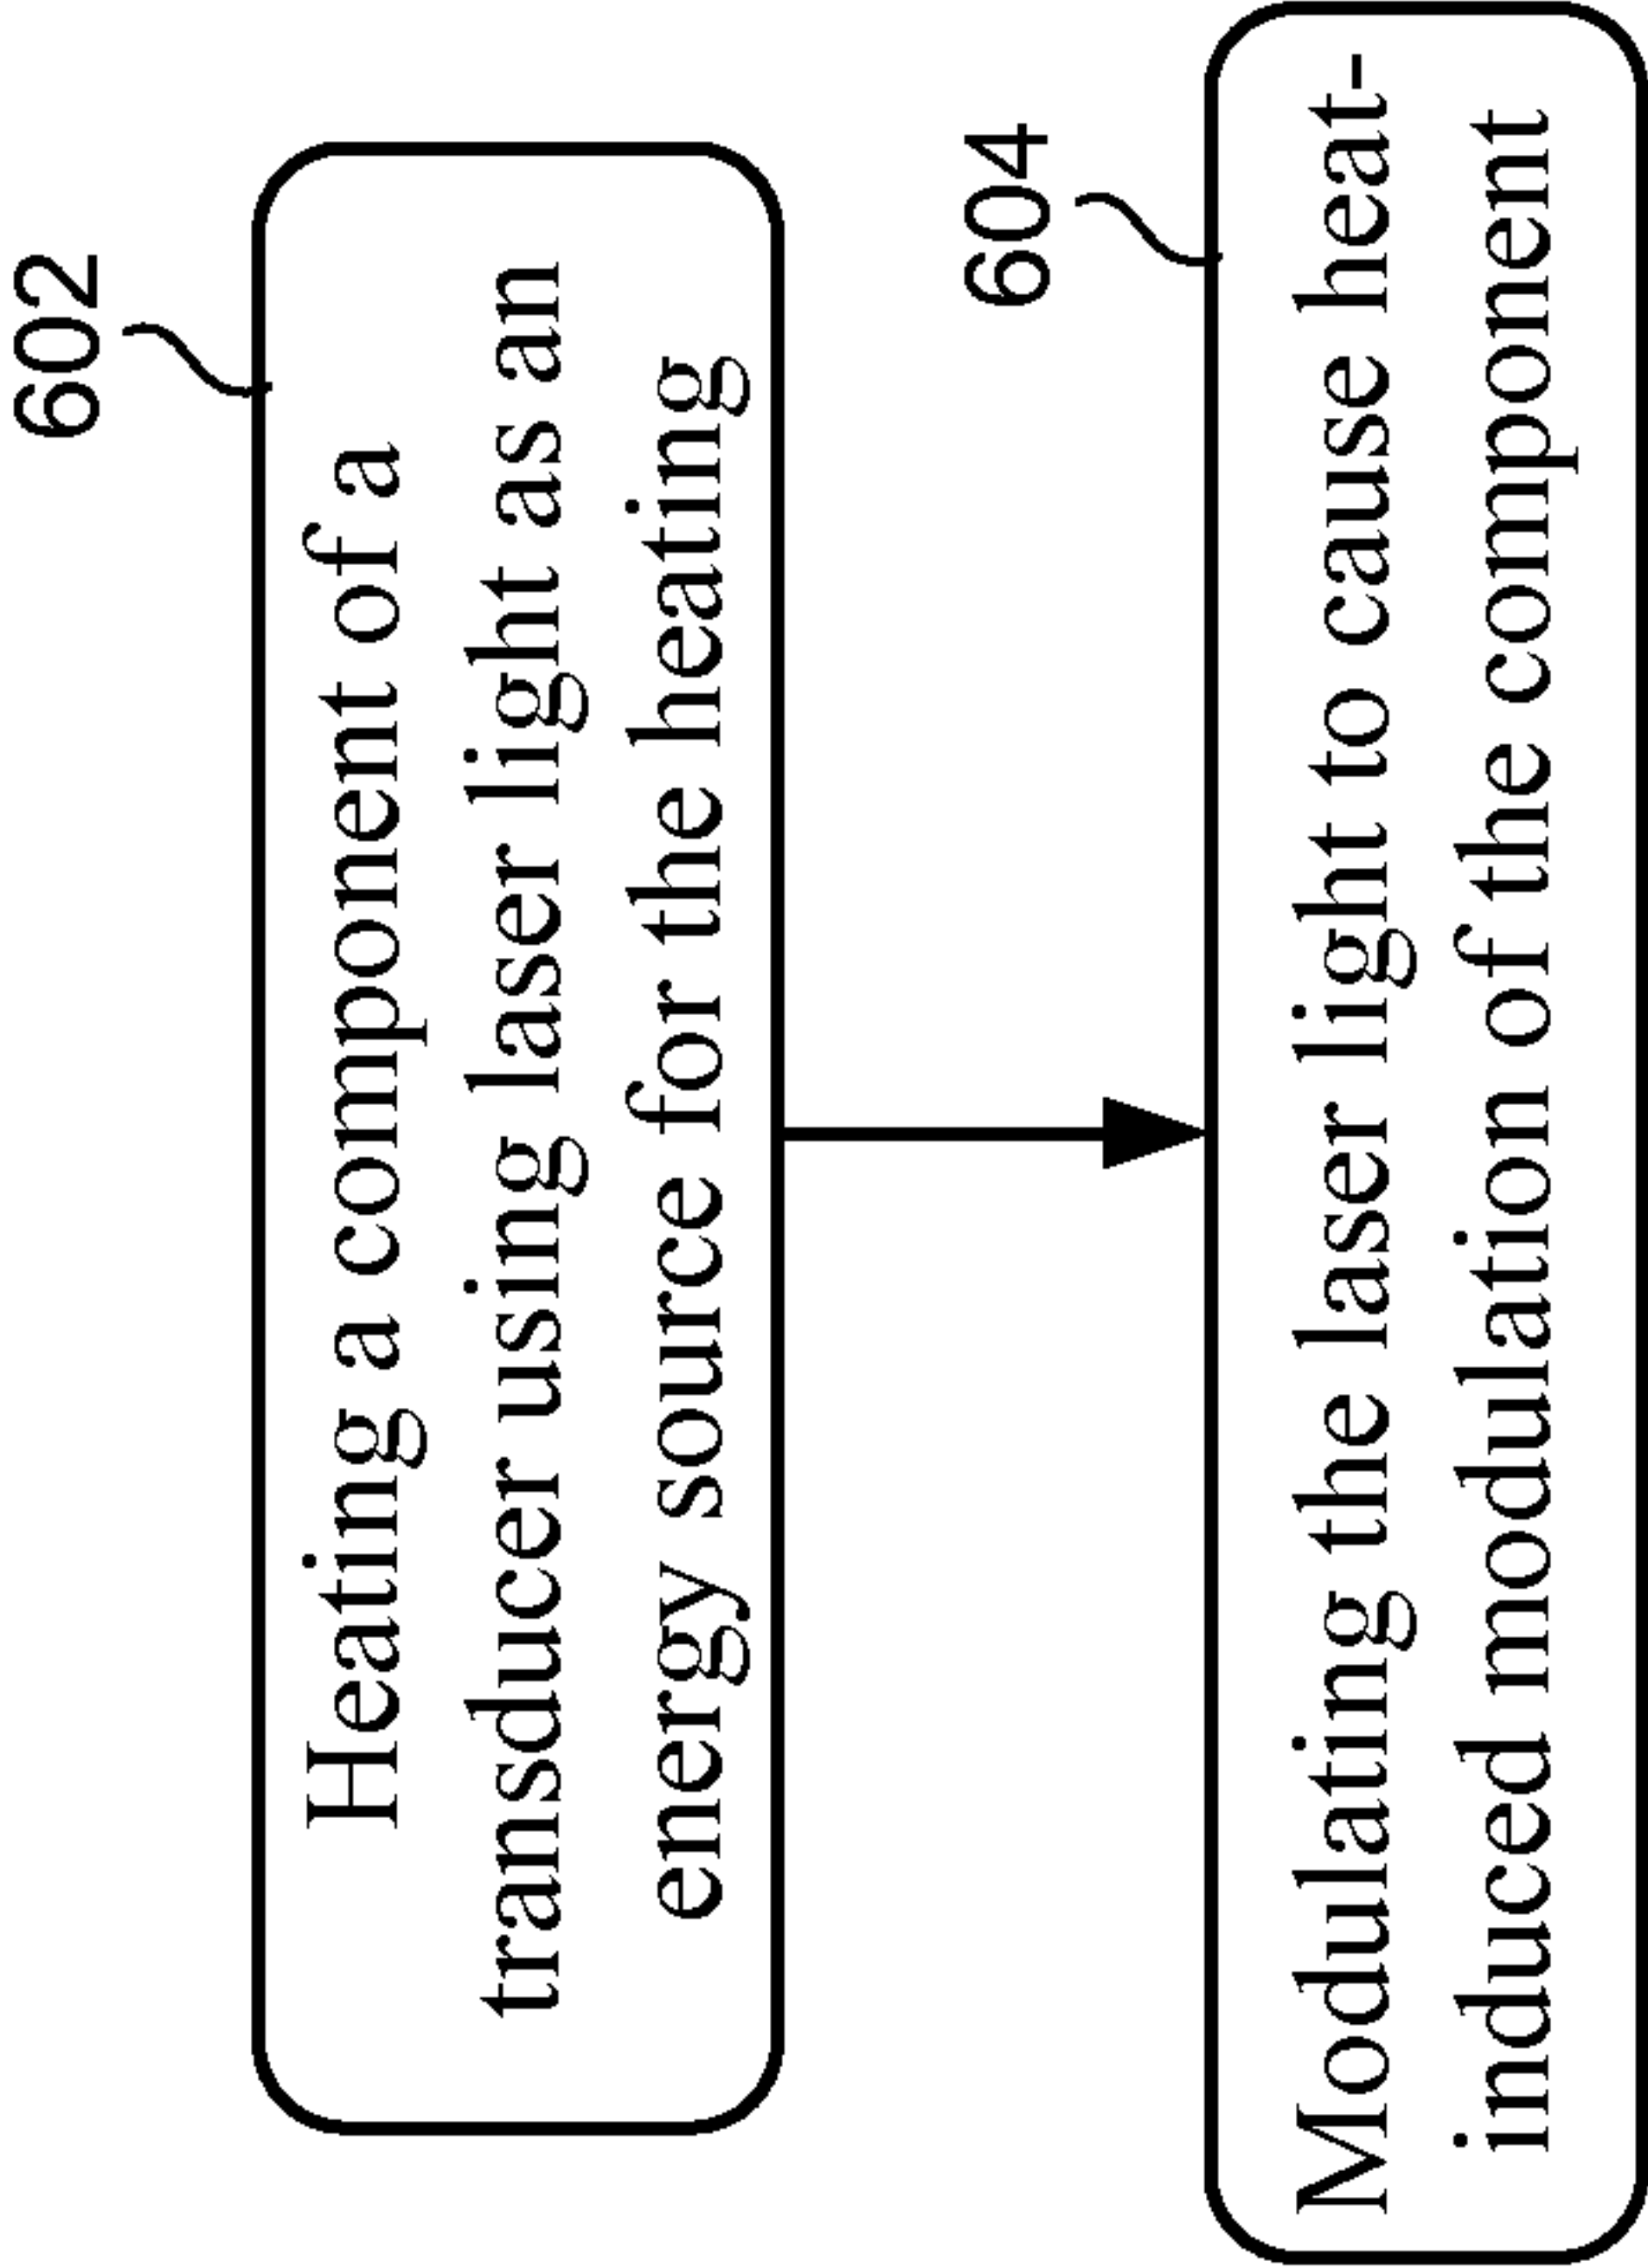 602
Heating a component of a
transducer using laser light as an
energy source for the heating
604
Modulating the laser light to cause heat-
induced modulation of the component